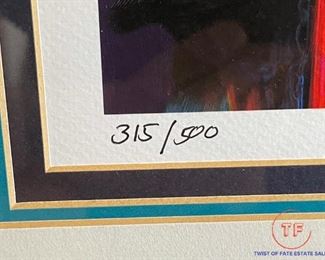 315/500
TF
TWIST OF FATE ESTATE SALES